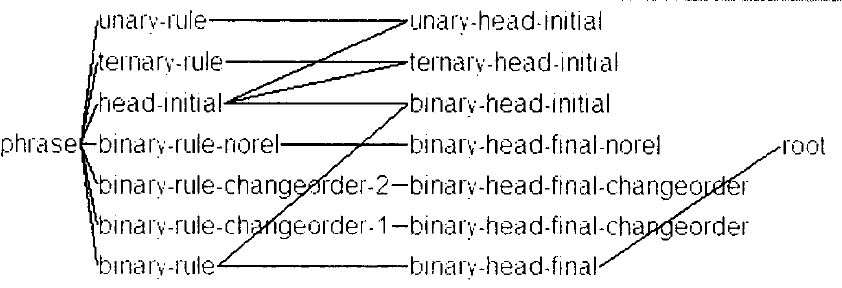 unary-rule unary-head-initial
ternary-rule ternary-head-initial
head-initial binary-head-initial
phrase binary-rule-norel binary-head-final-norel root
binary-rule-changeorder-2 binary-head-final-changeorder
binary-rule-changeorder-1 binary-head-final-changeorder
binary-rule binary-head-final